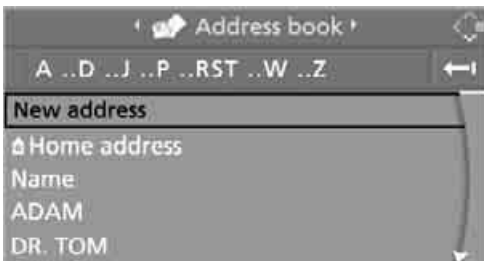 Address book
A ..D ..J ..P ..RST ..W ..Z
New address
Home address
Name
ADAM
DR. TOM